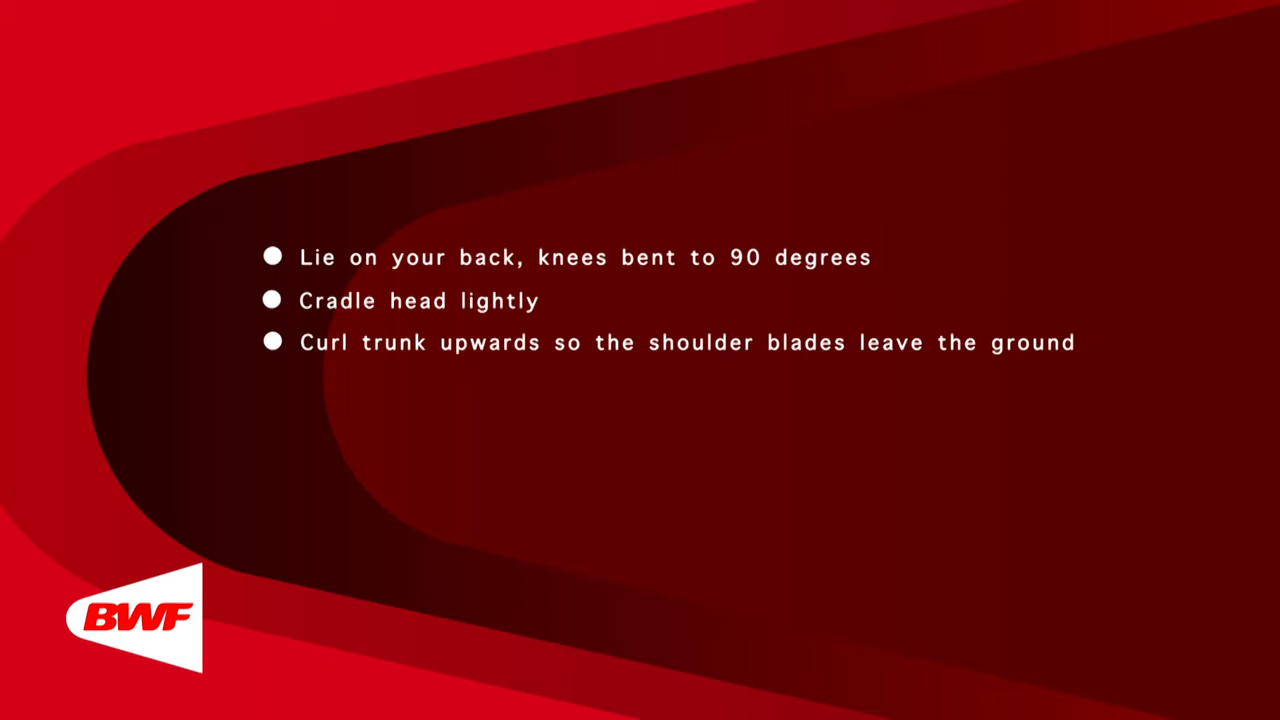 ● Lie on your back, knees bent to 90 degrees
● Cradle head lightly
● Curl trunk upwards so the shoulder blades leave the ground
BWF